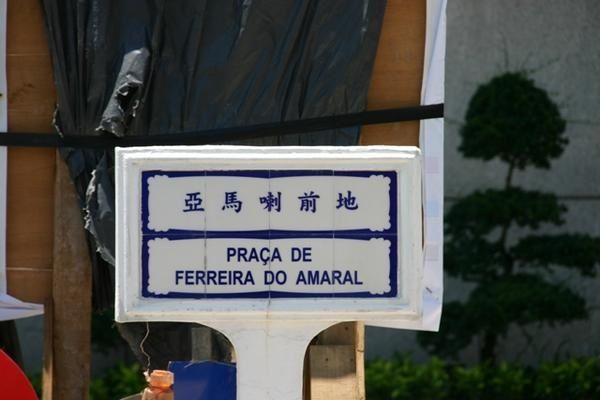 亞馬喇前地
PRAÇA DE
FERREIRA DO AMARAL